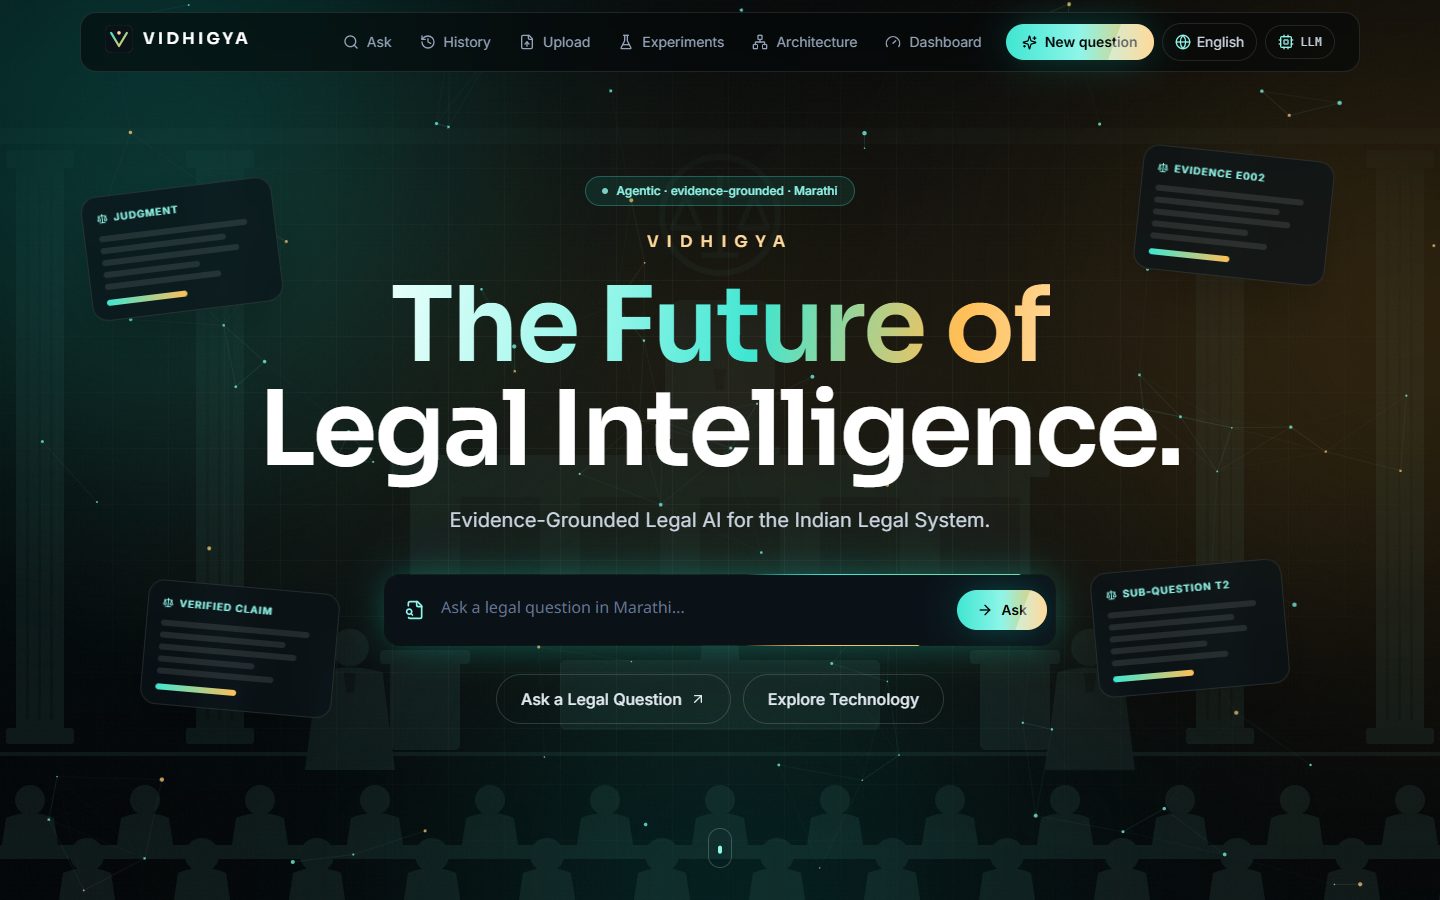 VIDHIGYA
Ask
History
Upload
Experiments
Architecture
Dashboard
New question
English
LLM
JUDGMENT
EVIDENCE E002
Agentic · evidence-grounded · Marathi
VIDHIGYA
The Future of
Legal Intelligence.
Evidence-Grounded Legal AI for the Indian Legal System.
Ask a legal question in Marathi...
Ask
VERIFIED CLAIM
SUB-QUESTION T2
Ask a Legal Question
Explore Technology